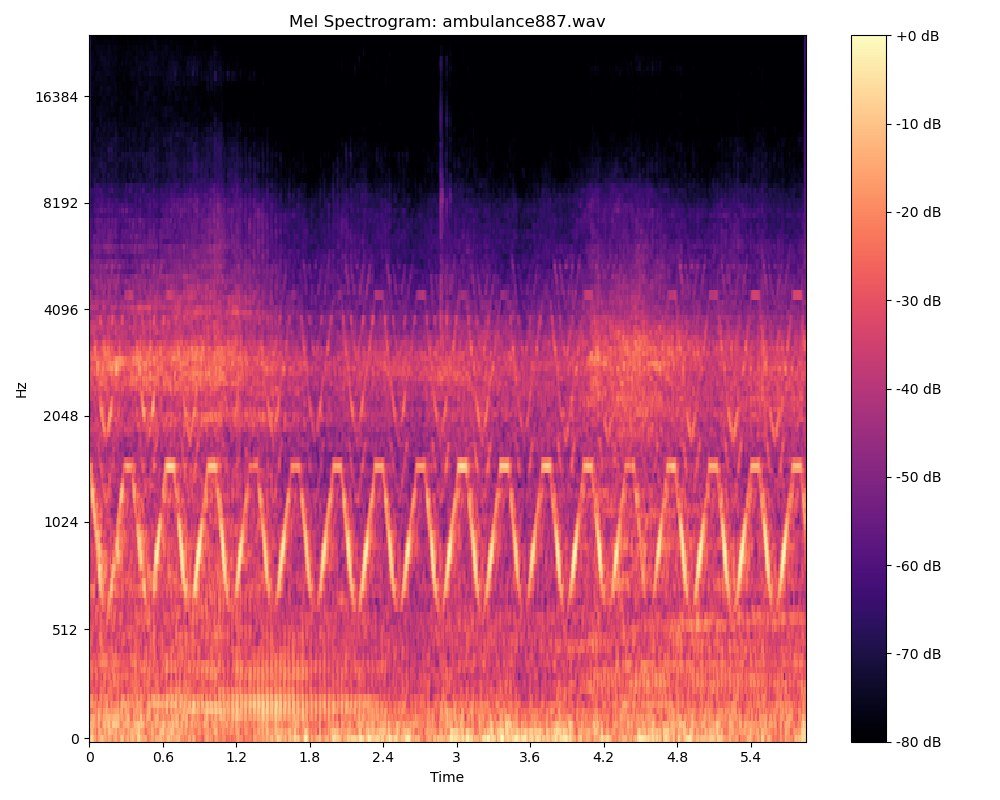 Mel Spectrogram: ambulance887.wav
Hz
16384
8192
4096
2048
1024
512
0
0 0.6 1.2 1.8 2.4 3 3.6 4.2 4.8 5.4
Time
+0 dB
-10 dB
-20 dB
-30 dB
-40 dB
-50 dB
-60 dB
-70 dB
-80 dB